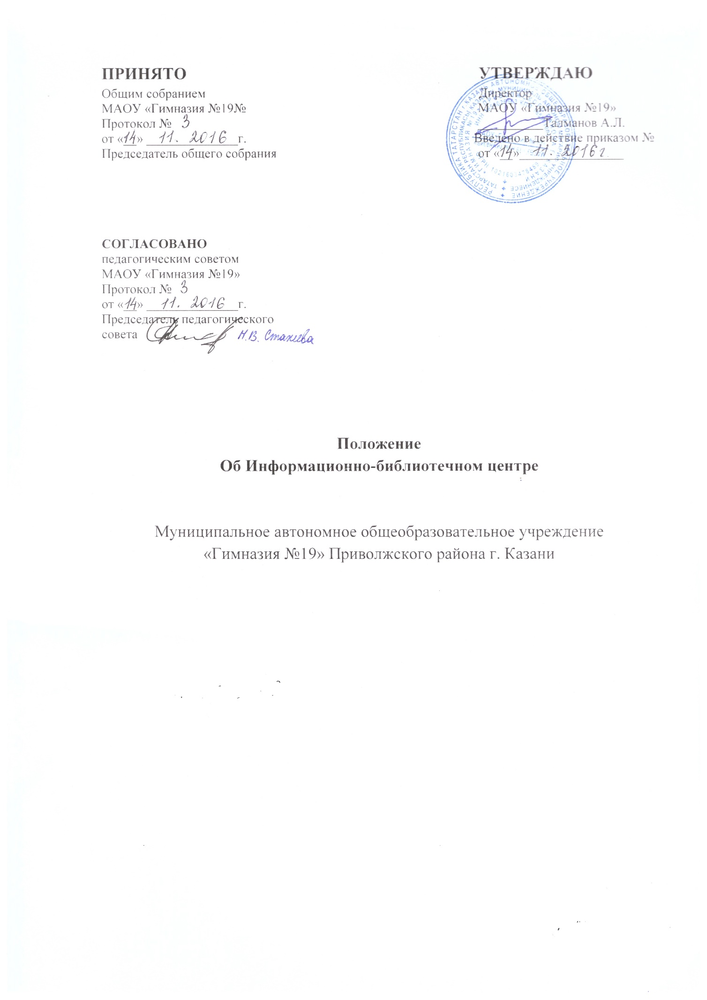 ПРИНЯТО
Общим собранием
МАОУ «Гимназия №19№
Протокол № 3
от «14» 11. 2016 г.
Председатель общего собрания
УТВЕРЖДАЮ
Директор
МАОУ «Гимназия №19»
Талманов А.Л.
Введено в действие приказом №
от «14» 11. 2016 г.
СОГЛАСОВАНО
педагогическим советом
МАОУ «Гимназия №19»
Протокол № 3
от «14» 11. 2016 г.
Председатель педагогического
совета Н.В.
Положение
Об Информационно-библиотечном центре
Муниципальное автономное общеобразовательное учреждение
«Гимназия №19» Приволжского района г. Казани